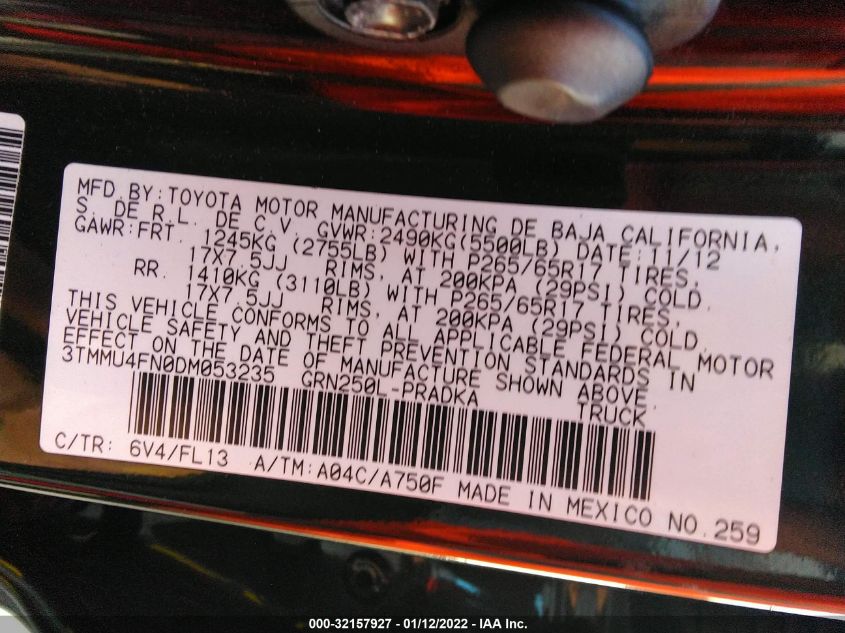 MFD. BY: TOYOTA MOTOR MANUFACTURING DE BAJA CALIFORNIA,
S. DE R.L. DE C.V. GVWR:2490KG(5500LB) DATE:11/12
GAWR:FRT. 1245KG (2755LB) WITH P265/65R17 TIRES,
17X7.5JJ RIMS, AT 200KPA (29PSI) COLD.
RR. 1410KG (3110LB) WITH P265/65R17 TIRES,
17X7.5JJ RIMS, AT 200KPA (29PSI) COLD.
THIS VEHICLE CONFORMS TO ALL APPLICABLE FEDERAL MOTOR
VEHICLE SAFETY AND THEFT PREVENTION STANDARDS IN
EFFECT ON THE DATE OF MANUFACTURE SHOWN ABOVE.
3TMMU4FN0DM053235 GRN250L-PRADKA TRUCK
C/TR: 6V4/FL13 A/TM:A04C/A750F MADE IN MEXICO NO.259
000-32157927 - 01/12/2022 - IAA Inc.